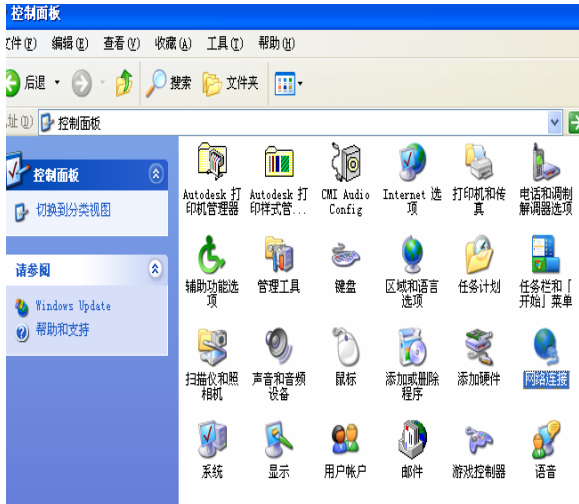 控制面板
文件(F) 编辑(E) 查看(V) 收藏(A) 工具(T) 帮助(H)
后退 搜索 文件夹
址(D) 控制面板
控制面板
切换到分类视图
请参阅
Windows Update
帮助和支持
Autodesk 打
印机管理器
Autodesk 打
印样式管...
CMI Audio
Config
Internet 选
项
打印机和传
真
电话和调制
解调器选项
辅助功能选
项
管理工具
键盘
区域和语言
选项
任务计划
任务栏和「
开始」菜单
扫描仪和照
相机
声音和音频
设备
鼠标
添加或删除
程序
添加硬件
网络连接
系统
显示
用户帐户
邮件
游戏控制器
语音